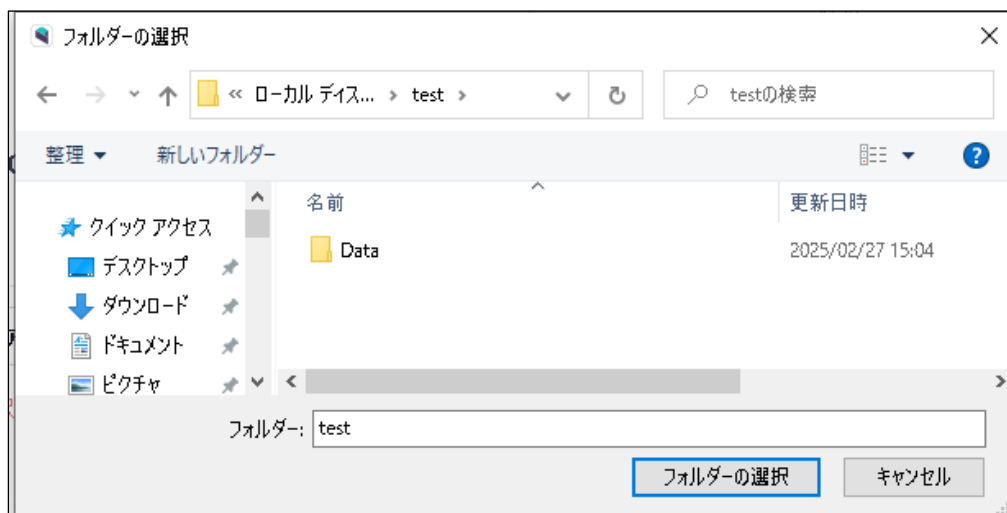 フォルダーの選択
« ローカル ディス... › test ›
testの検索
整理
新しいフォルダー
?
名前
更新日時
クイック アクセス
デスクトップ
ダウンロード
ドキュメント
ピクチャ
Data
2025/02/27 15:04
フォルダー:
test
フォルダーの選択
キャンセル